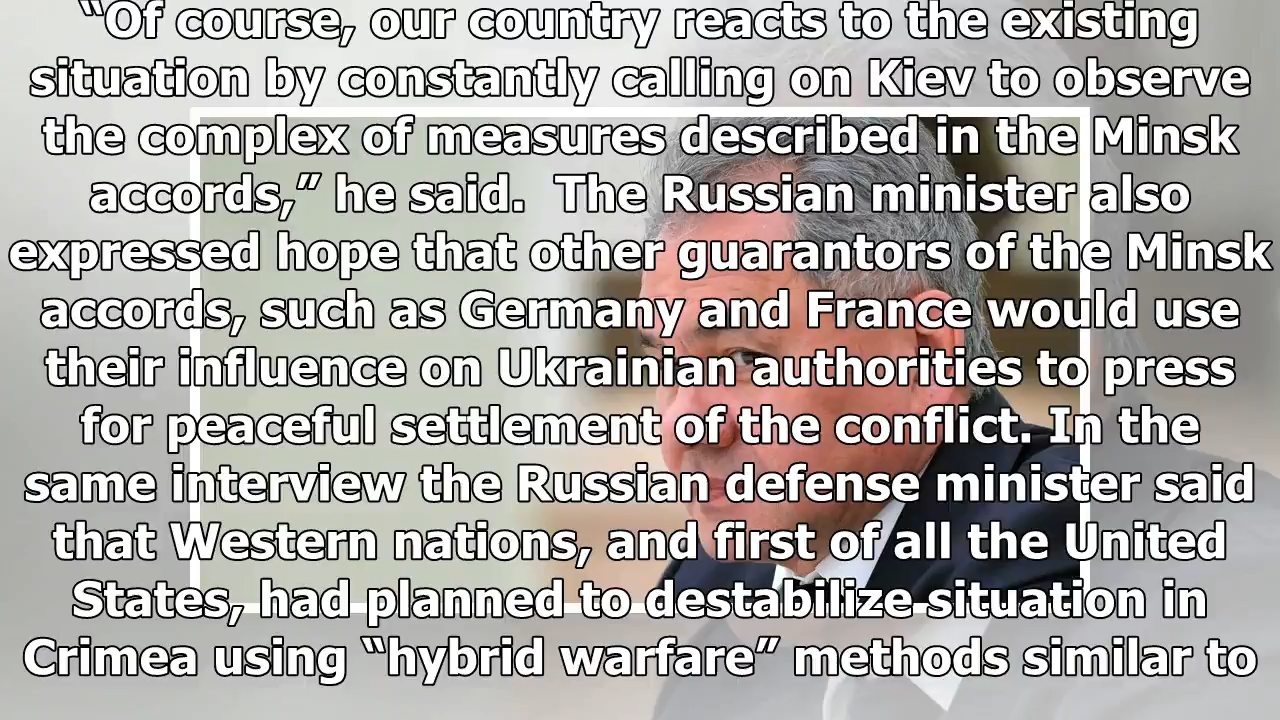 “Of course, our country reacts to the existing
situation by constantly calling on Kiev to observe
the complex of measures described in the Minsk
accords,” he said.  The Russian minister also
expressed hope that other guarantors of the Minsk
accords, such as Germany and France would use
their influence on Ukrainian authorities to press
for peaceful settlement of the conflict. In the
same interview the Russian defense minister said
that Western nations, and first of all the United
States, had planned to destabilize situation in
Crimea using “hybrid warfare” methods similar to